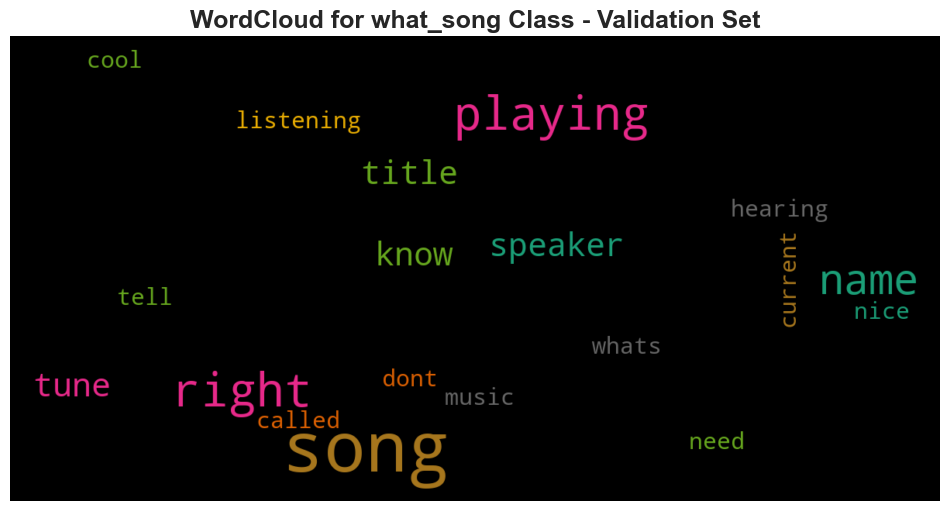 WordCloud for what_song Class - Validation Set
cool
playing
listening
title
hearing
speaker
know
current
name
tell
nice
whats
tune
right
dont
music
called
song
need